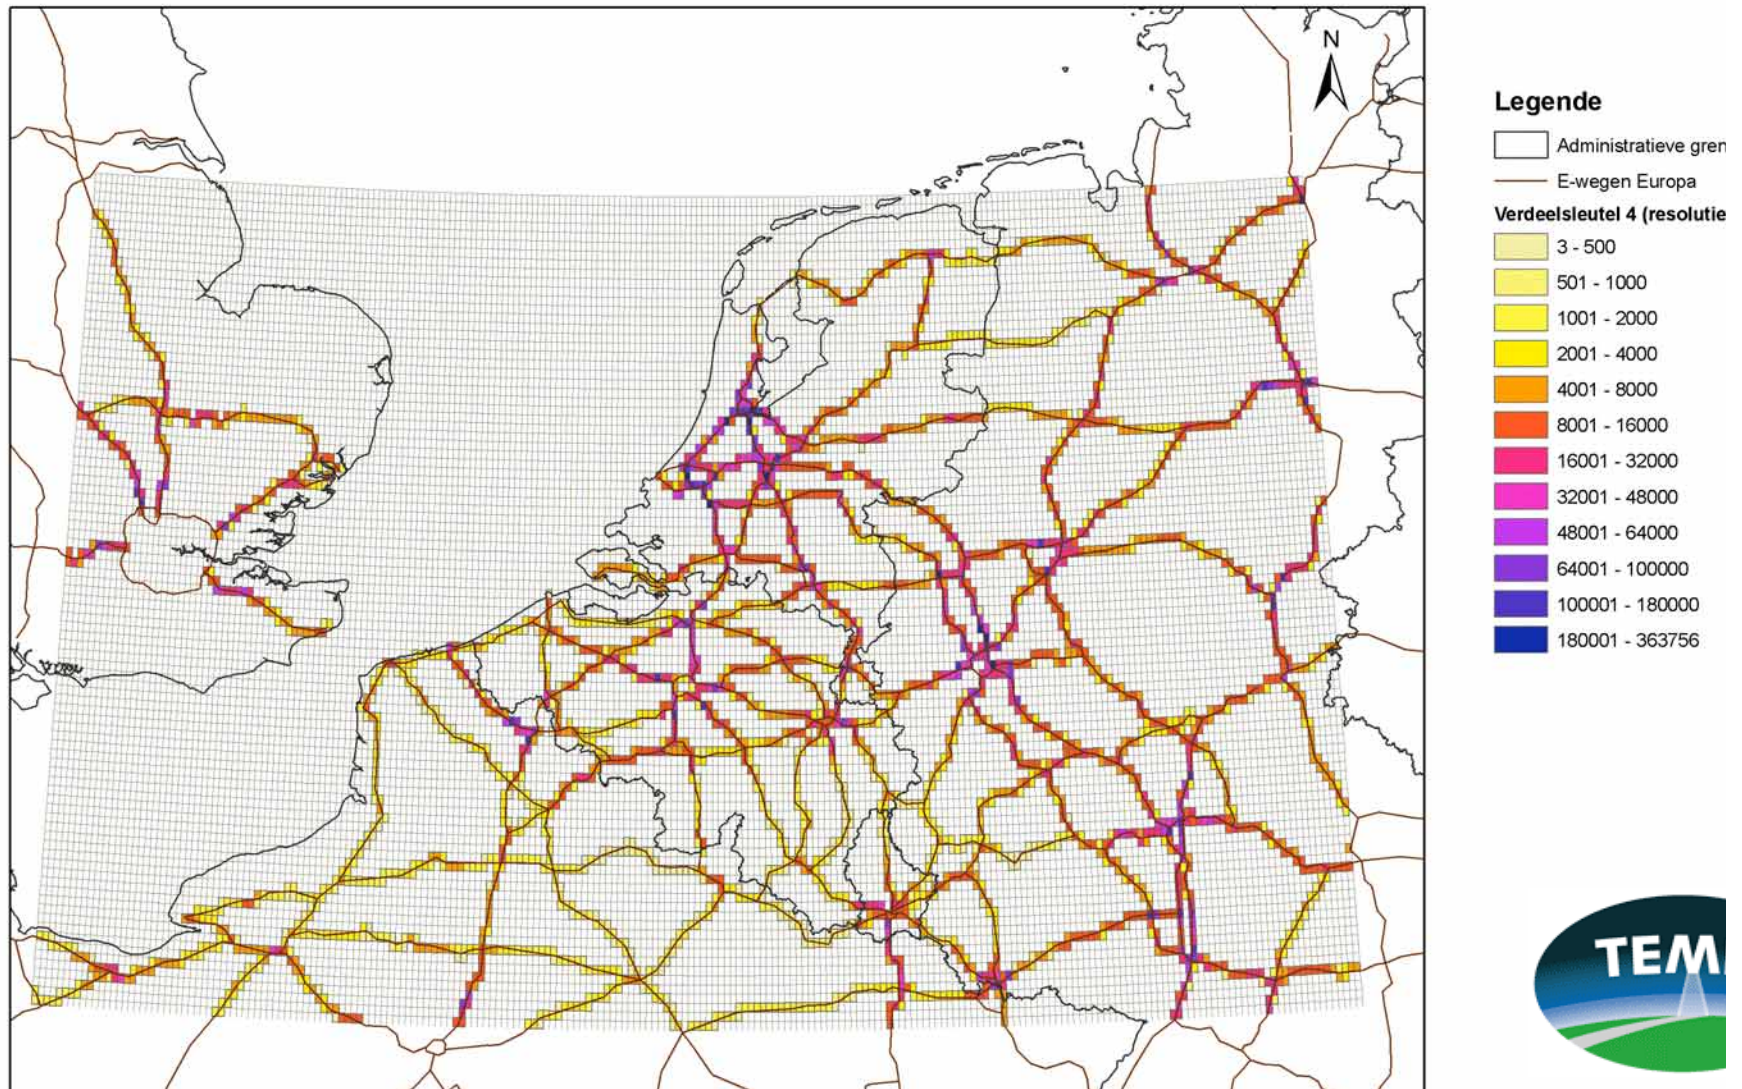 N
Legende
Administratieve gren
E-wegen Europa
Verdeelsleutel 4 (resolutie
3 - 500
501 - 1000
1001 - 2000
2001 - 4000
4001 - 8000
8001 - 16000
16001 - 32000
32001 - 48000
48001 - 64000
64001 - 100000
100001 - 180000
180001 - 363756
TEM